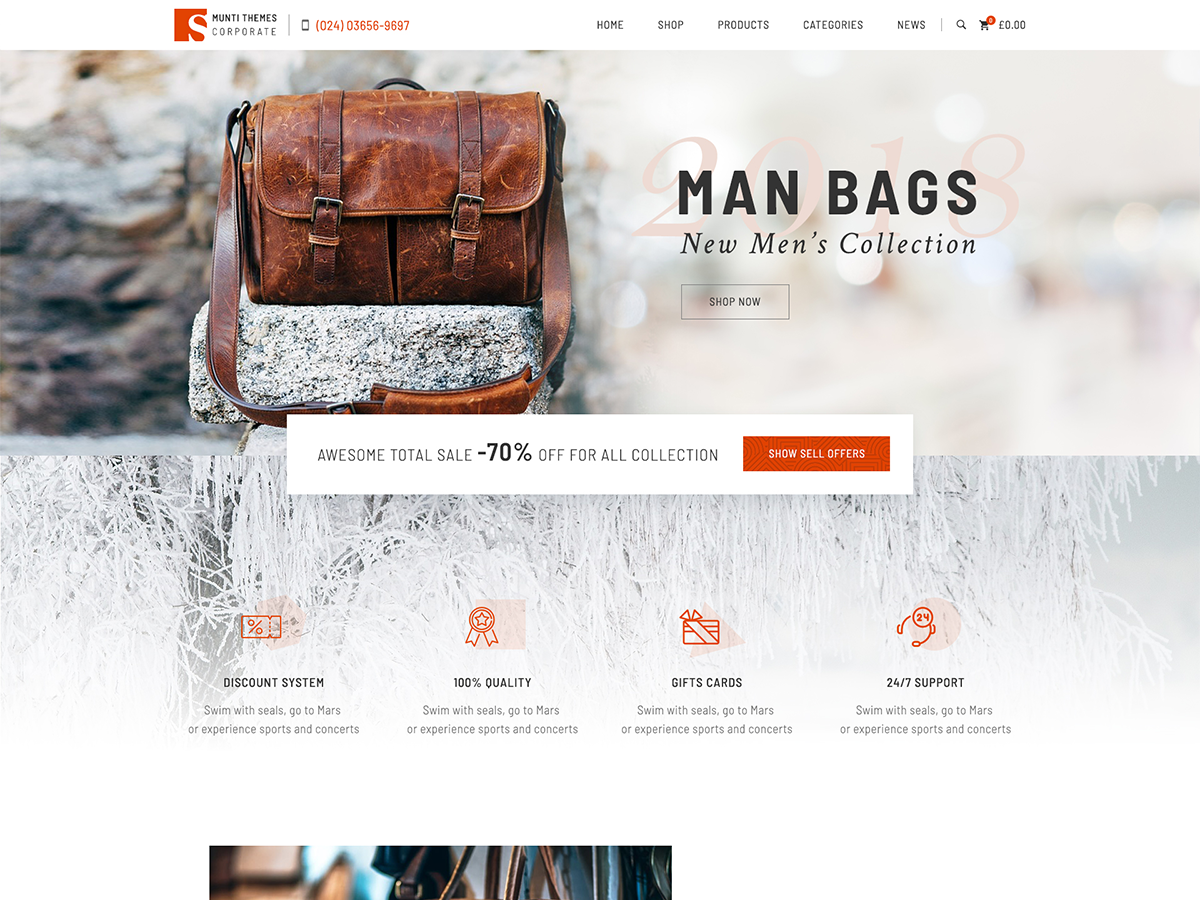 S
MUNTI THEMES
CORPORATE
(024) 03656-9697
HOME
SHOP
PRODUCTS
CATEGORIES
NEWS
0
£0.00
2018
MAN BAGS
New Men's Collection
SHOP NOW
AWESOME TOTAL SALE -70% OFF FOR ALL COLLECTION
SHOW SELL OFFERS
%
24
DISCOUNT SYSTEM
Swim with seals, go to Mars
or experience sports and concerts
100% QUALITY
Swim with seals, go to Mars
or experience sports and concerts
GIFTS CARDS
Swim with seals, go to Mars
or experience sports and concerts
24/7 SUPPORT
Swim with seals, go to Mars
or experience sports and concerts